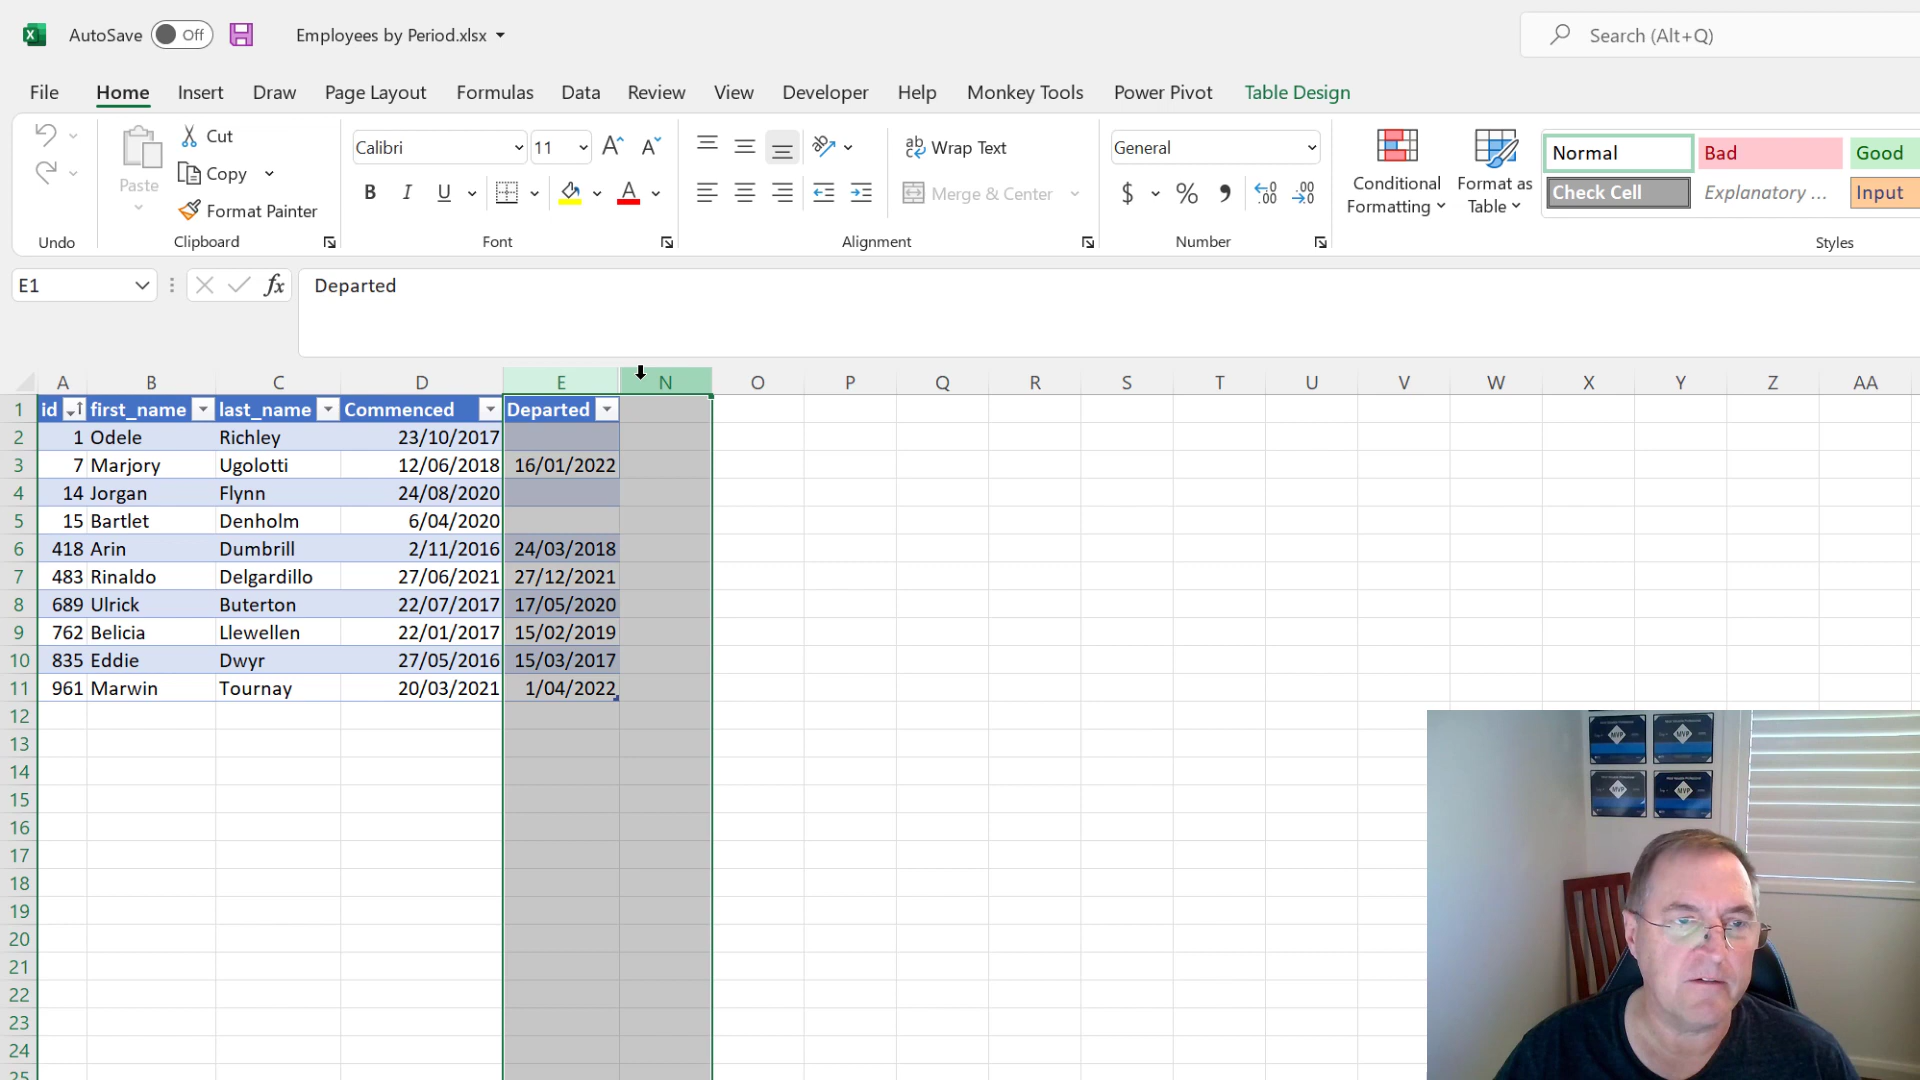 AutoSave Off Employees by Period.xlsx Search (Alt+Q)
File Home Insert Draw Page Layout Formulas Data Review View Developer Help Monkey Tools Power Pivot Table Design
Paste
Cut
Copy
Format Painter
Calibri 11
B I U A
ab Wrap Text
Merge & Center
General
$ % 9
Conditional Formatting
Format as Table
Normal Bad Good
Check Cell Explanatory ... Input
Undo Clipboard Font Alignment Number Styles
E1 fx Departed
A B C D E N O P Q R S T U V W X Y Z AA
1 id first_name last_name Commenced Departed
2 1 Odele Richley 23/10/2017
3 7 Marjory Ugolotti 12/06/2018 16/01/2022
4 14 Jorgan Flynn 24/08/2020
5 15 Bartlet Denholm 6/04/2020
6 418 Arin Dumbrill 2/11/2016 24/03/2018
7 483 Rinaldo Delgardillo 27/06/2021 27/12/2021
8 689 Ulrick Buterton 22/07/2017 17/05/2020
9 762 Belicia Llewellen 22/01/2017 15/02/2019
10 835 Eddie Dwyr 27/05/2016 15/03/2017
11 961 Marwin Tournay 20/03/2021 1/04/2022
12
13
14
15
16
17
18
19
20
21
22
23
24
25
MVP MVP
MVP MVP